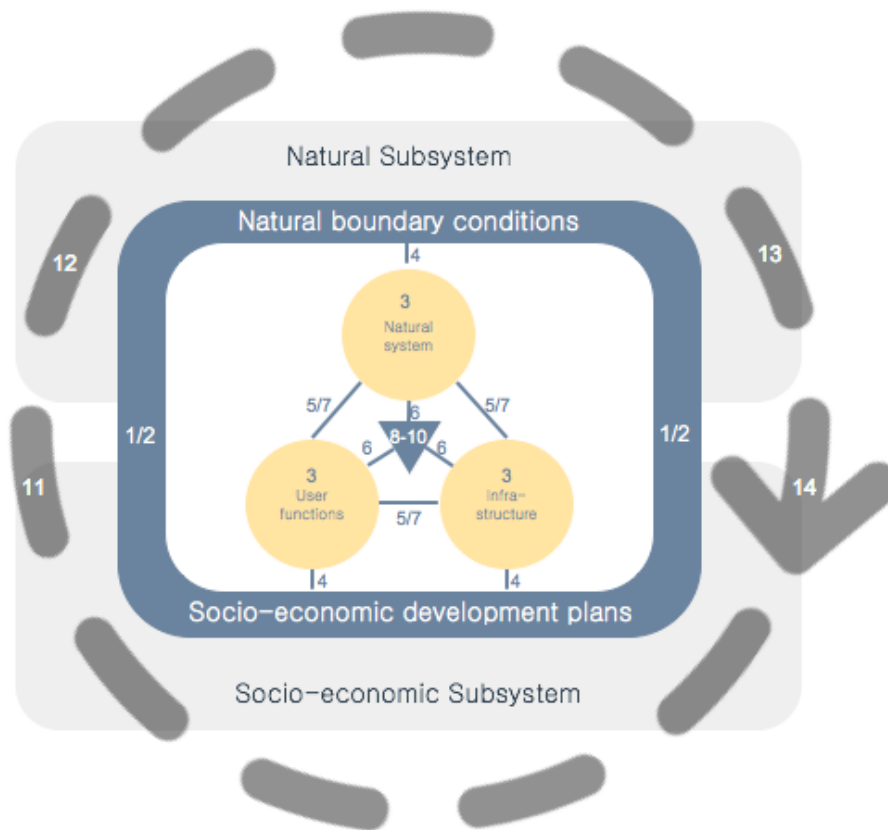 Natural Subsystem
Natural boundary conditions
4
12
13
3
Natural
system
5/7
6
5/7
1/2
8-10
1/2
6
6
11
3
User
functions
3
Infra-
structure
14
5/7
4
4
Socio-economic development plans
Socio-economic Subsystem